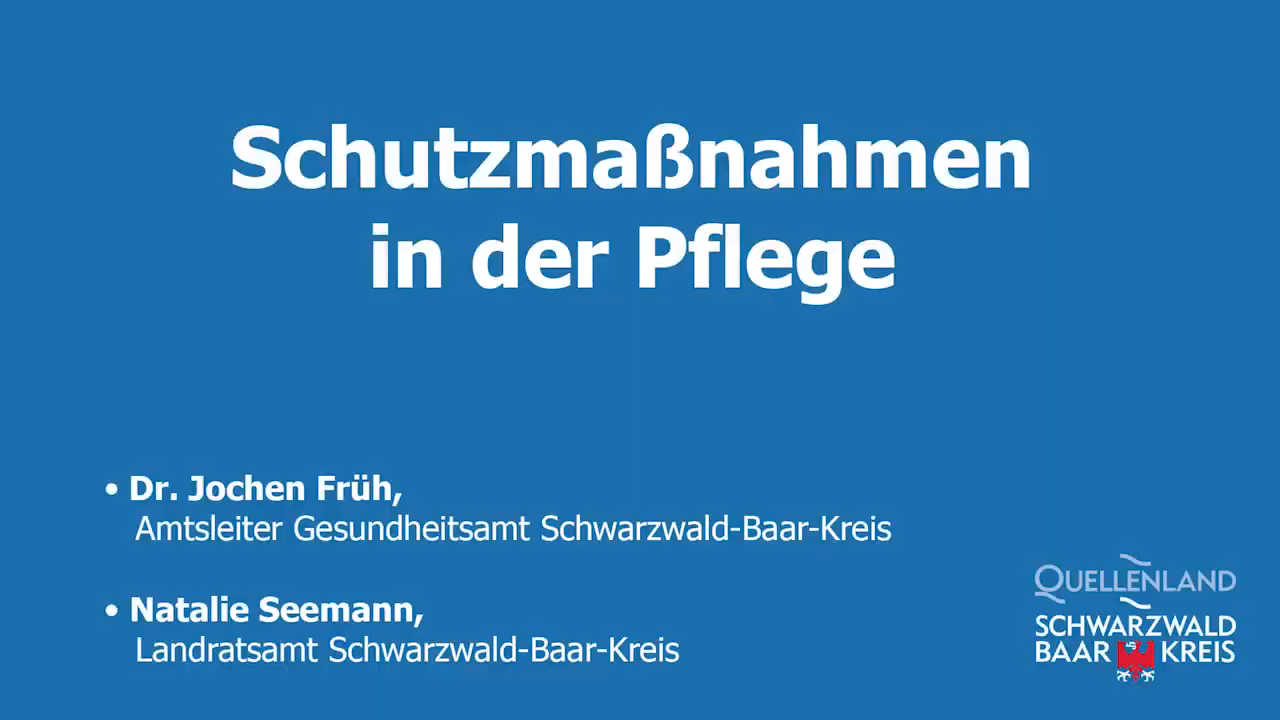 Schutzmaßnahmen
in der Pflege
• Dr. Jochen Früh,
Amtsleiter Gesundheitsamt Schwarzwald-Baar-Kreis
• Natalie Seemann,
Landratsamt Schwarzwald-Baar-Kreis
QUELLENLAND
SCHWARZWALD
BAAR KREIS